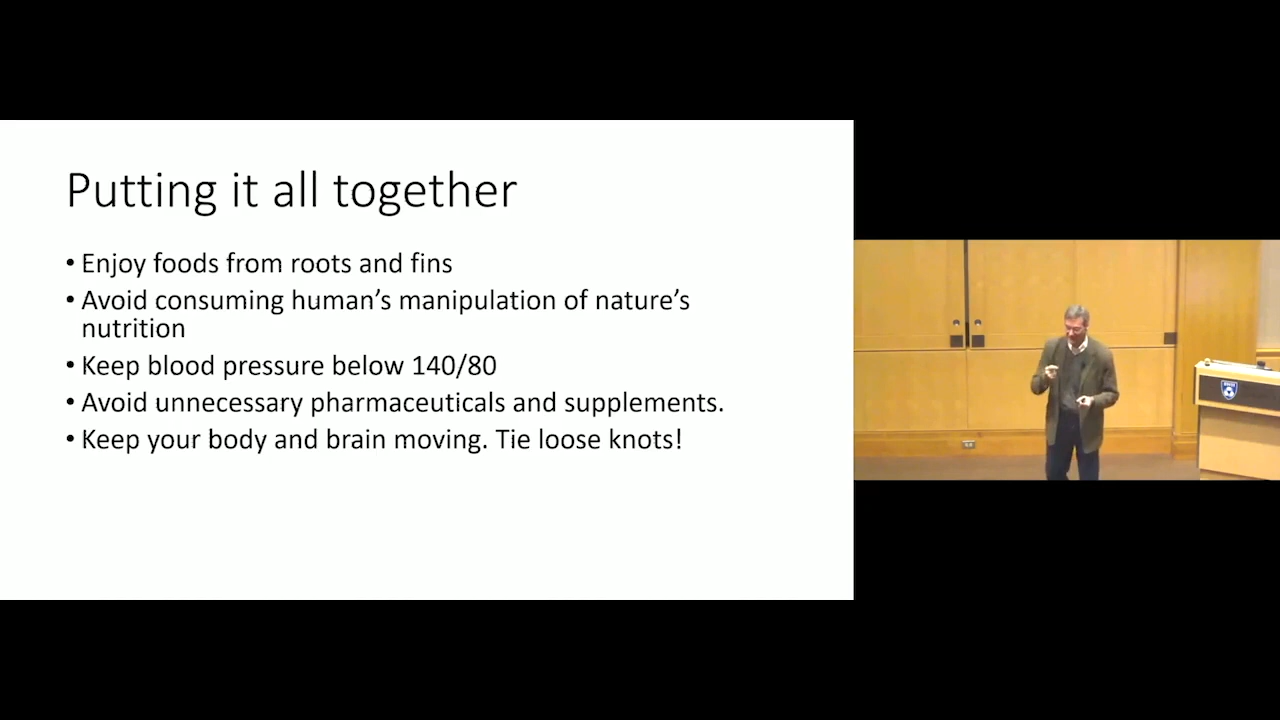 Putting it all together
• Enjoy foods from roots and fins
• Avoid consuming human’s manipulation of nature’s
nutrition
• Keep blood pressure below 140/80
• Avoid unnecessary pharmaceuticals and supplements.
• Keep your body and brain moving. Tie loose knots!